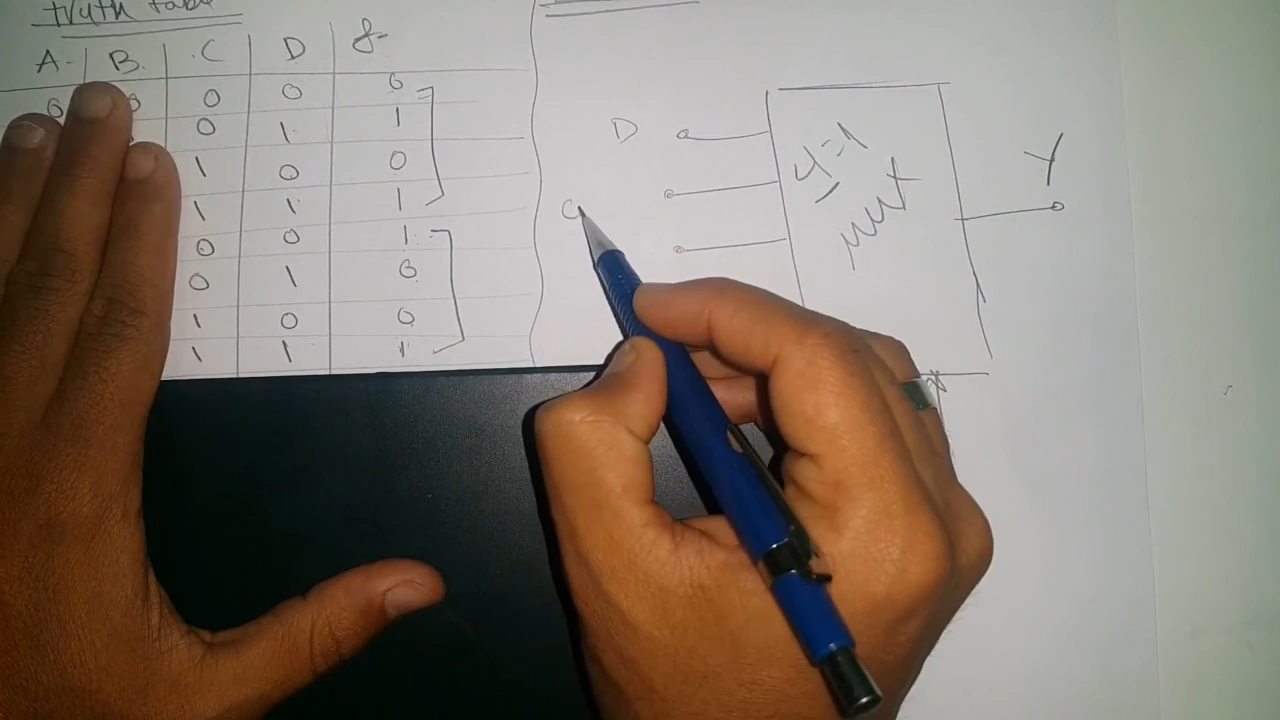 truth table
A. B. C D f
0 0 0 0 0
0 1 1
1 0 0
1 1 1
0 0 1
0 1 0
1 0 0
1 1 1
D
C
4:1
mux
Y